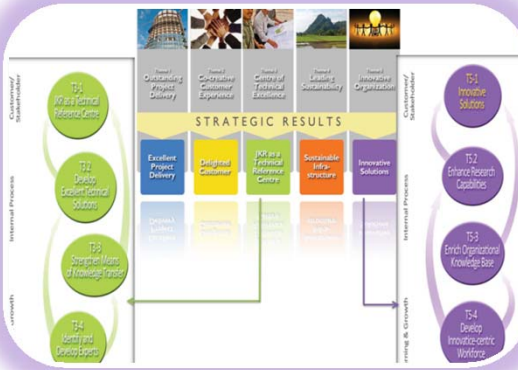 Customer/
Stakeholder
Internal Process
T3-1
JKR as a Technical
Reference Centre
T3-2
Develop
Excellent Technical
Solutions
T3-3
Strengthen Means
of Knowledge Transfer
T3-4
Identify and
Develop Experts
Outstanding
Project
Delivery
Co-creative
Customer
Experience
Centre of
Technical
Excellence
Leading
Sustainability
Innovative
Organization
STRATEGIC RESULTS
Excellent
Project
Delivery
Delighted
Customer
JKR as a
Technical
Reference
Centre
Sustainable
Infra-
structure
Innovative
Solutions
Customer/
Stakeholder
Internal Process
rning & Growth
T5-1
Innovative
Solutions
T5-2
Enhance Research
Capabilities
T5-3
Enrich Organizational
Knowledge Base
T5-4
Develop
Innovatice-centric
Workforce